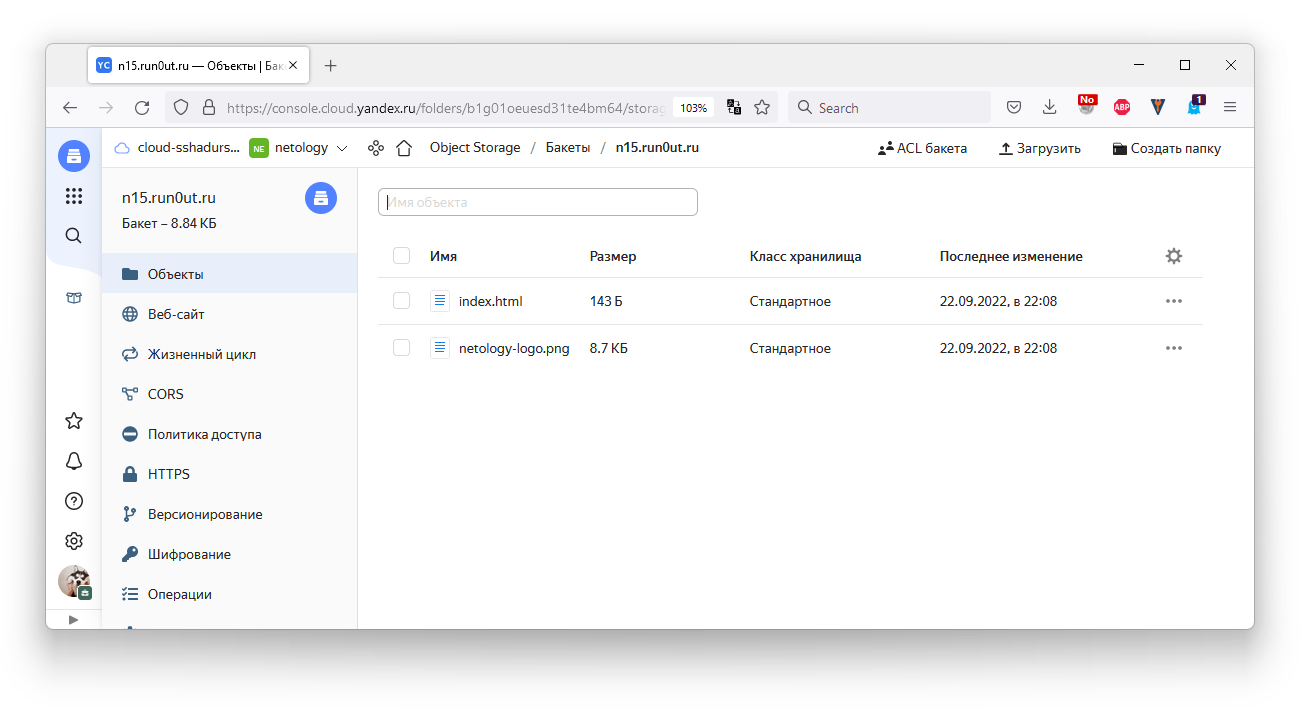 YC n15.run0ut.ru — Объекты | Бак
https://console.cloud.yandex.ru/folders/b1g01oeuesd31te4bm64/storag 103% Search No ABP 1
cloud-sshadurs... NE netology Object Storage / Бакеты / n15.run0ut.ru ACL бакета Загрузить Создать папку
n15.run0ut.ru
Бакет – 8.84 КБ
Объекты
Веб-сайт
Жизненный цикл
CORS
Политика доступа
HTTPS
Версионирование
Шифрование
Операции
Имя объекта
Имя Размер Класс хранилища Последнее изменение
index.html 143 Б Стандартное 22.09.2022, в 22:08
netology-logo.png 8.7 КБ Стандартное 22.09.2022, в 22:08